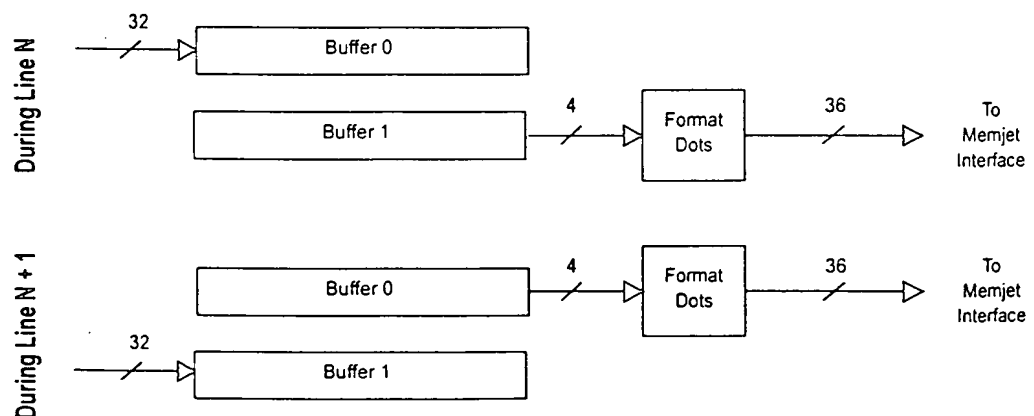 During Line N
32
Buffer 0
Buffer 1
4
Format
Dots
36
To
Memjet
Interface
During Line N + 1
Buffer 0
4
Format
Dots
36
To
Memjet
Interface
32
Buffer 1